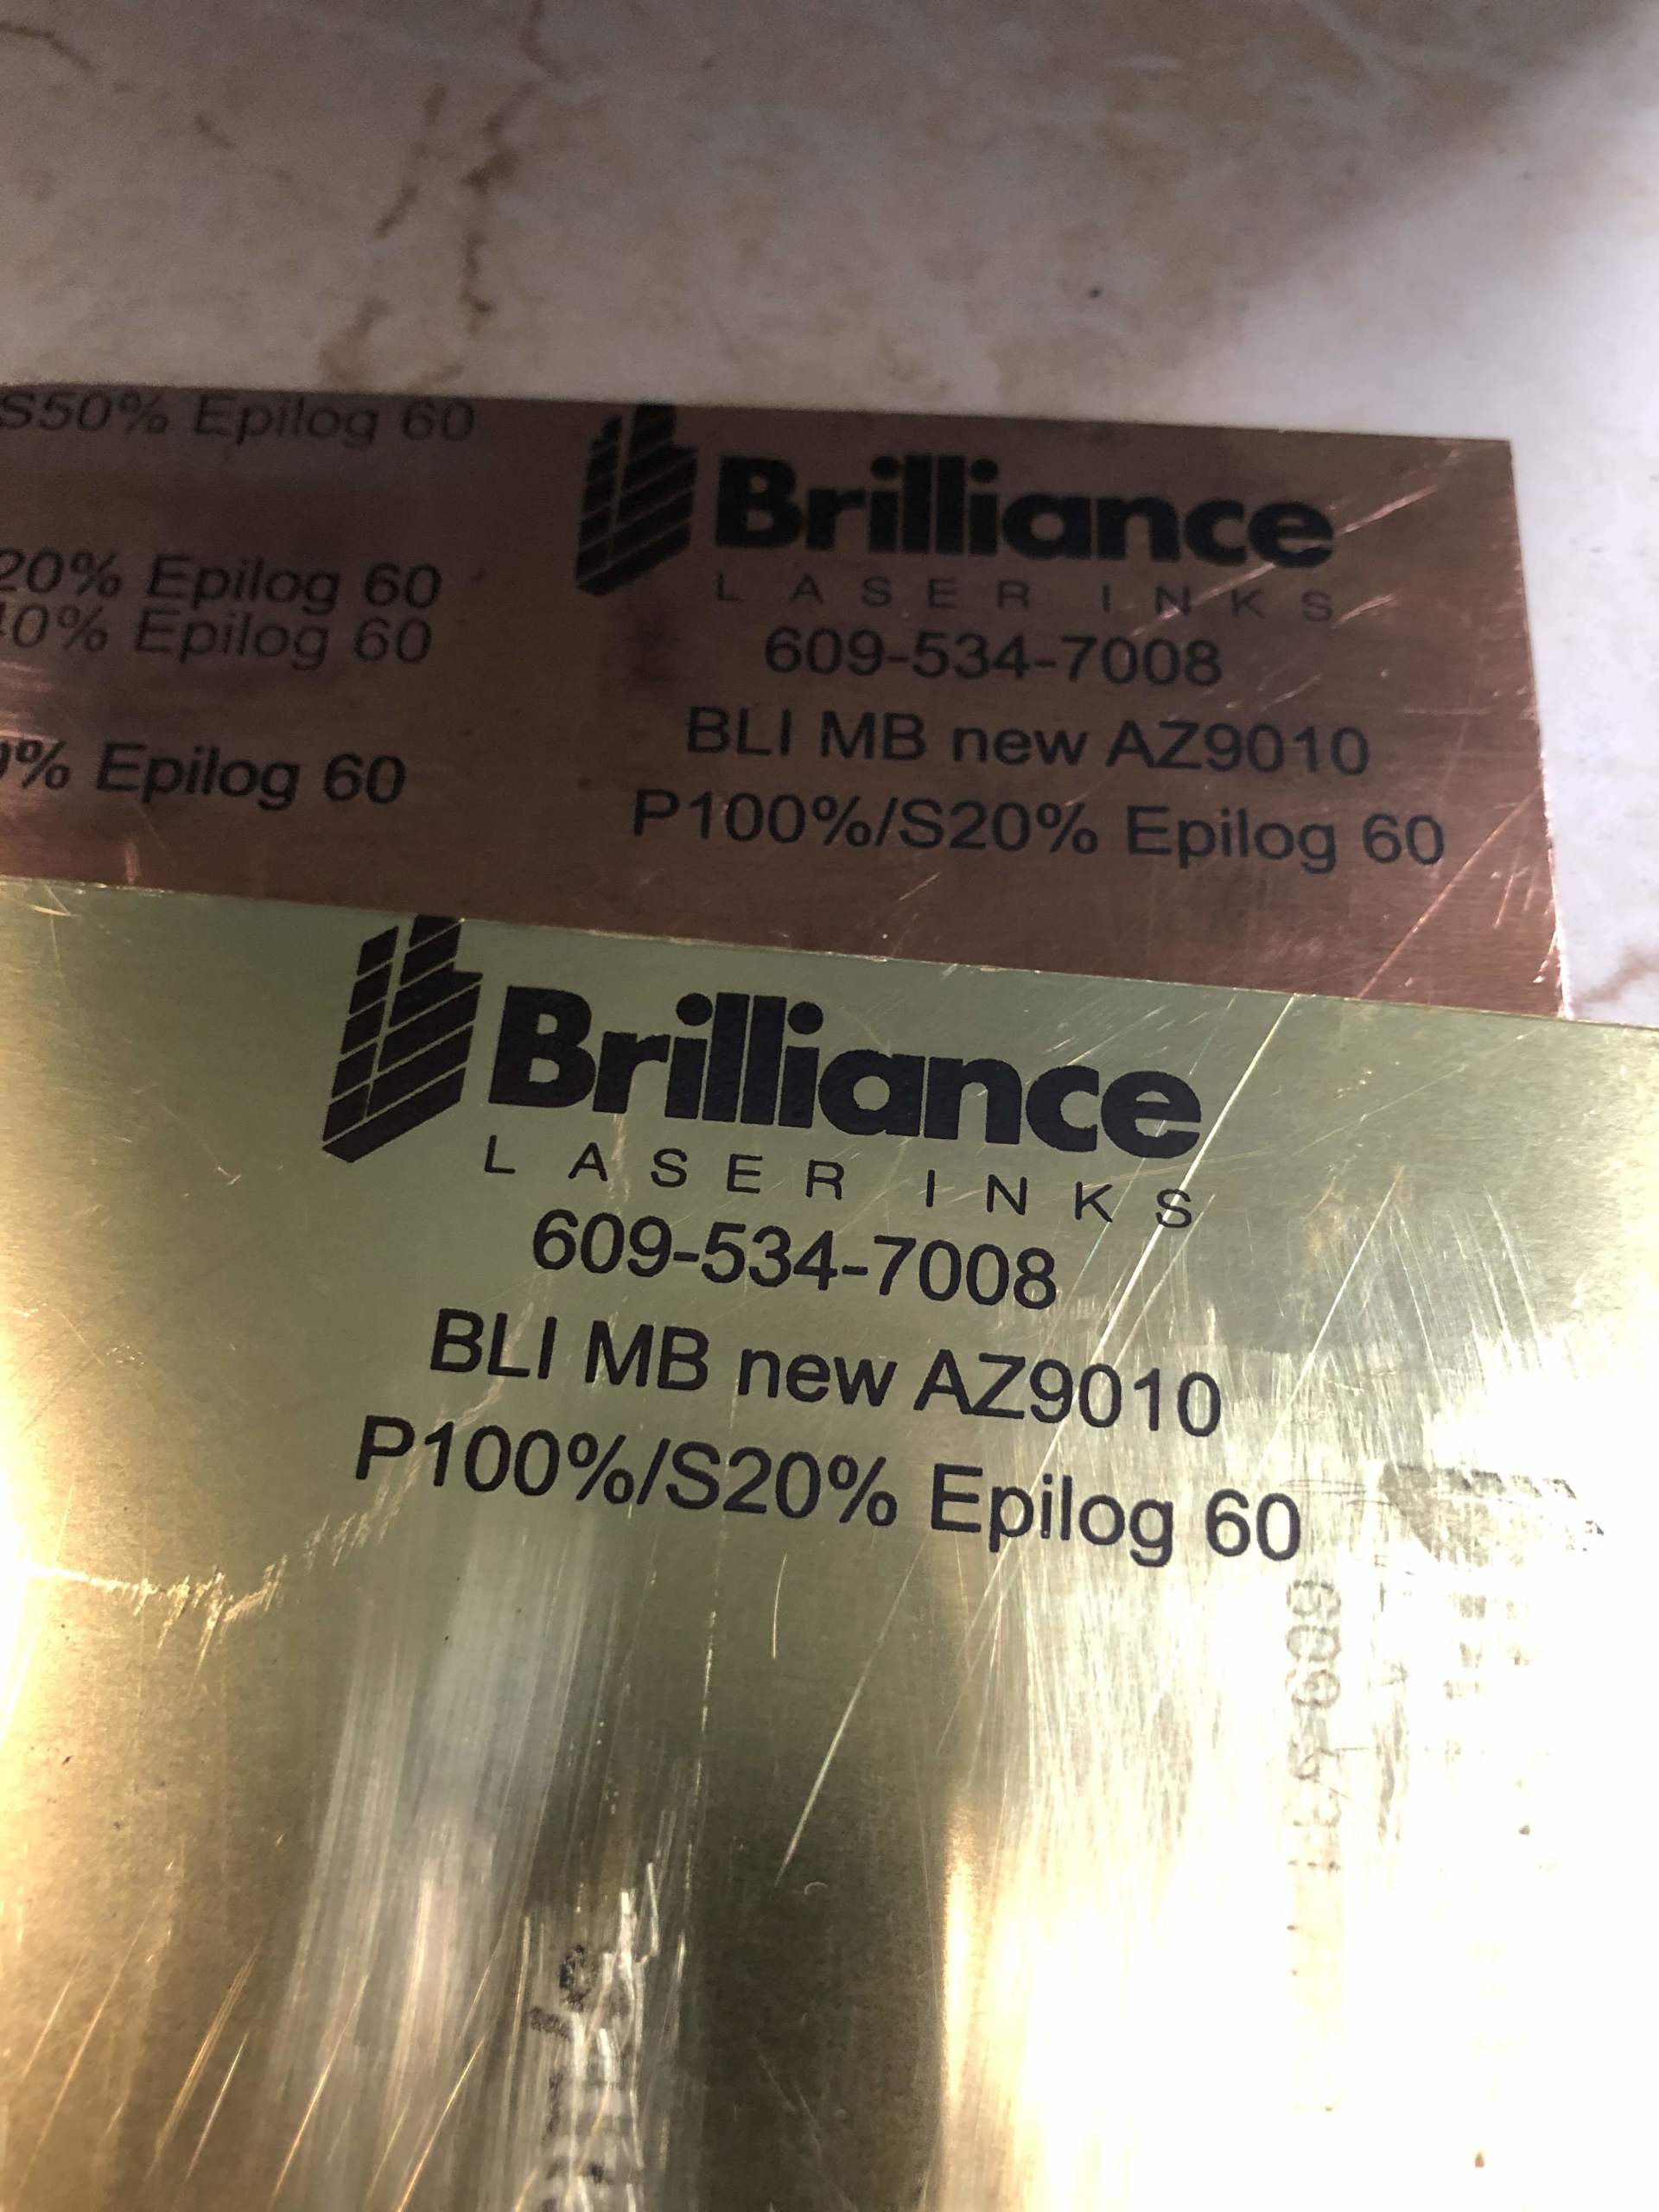 S50% Epilog 60
20% Epilog 60
0% Epilog 60
% Epilog 60
Brilliance
LASER INKS
609-534-7008
BLI MB new AZ9010
P100%/S20% Epilog 60
Brilliance
LASER INKS
609-534-7008
BLI MB new AZ9010
P100%/S20% Epilog 60